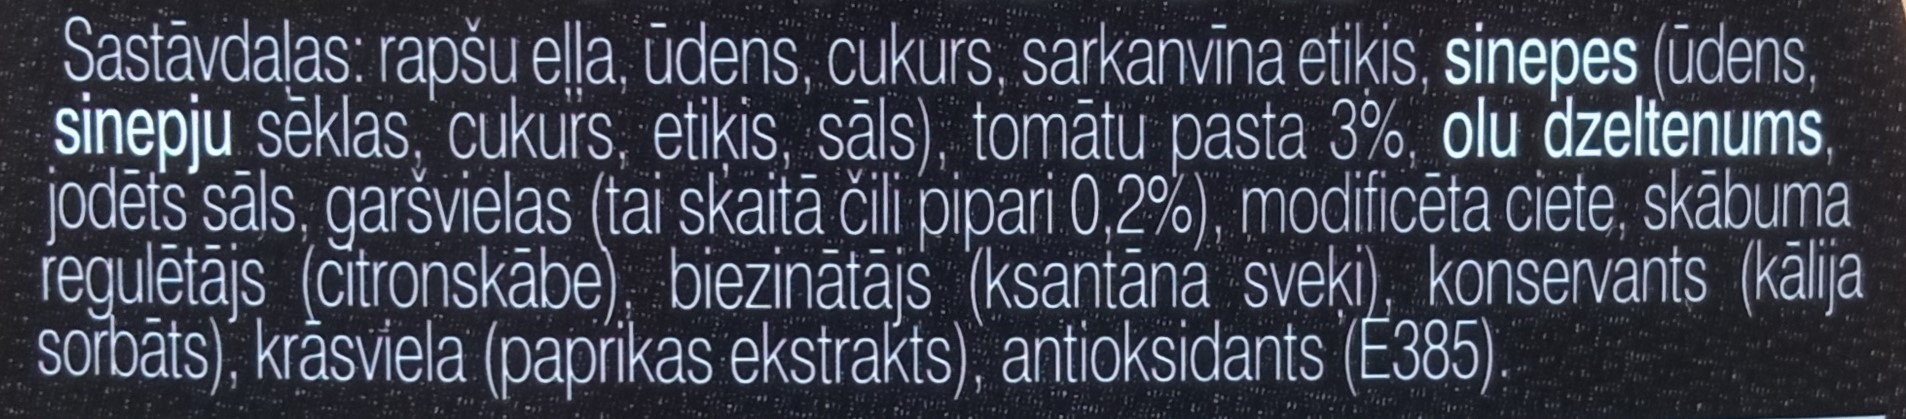 Sastāvdaļas: rapšu eļļa, ūdens, cukurs, sarkanvīna etiķis, sinepes (ūdens,
sinepju sēklas, cukurs, etiķis, sāls), tomātu pasta 3%, olu dzeltenums,
jodēts sāls, garšvielas (tai skaitā čili pipari 0,2%), modificēta ciete, skābuma
regulētājs (citronskābe), biezinātājs (ksantāna sveķi), konservants (kālija
sorbāts), krāsviela (paprikas ekstrakts), antioksidants (E385).